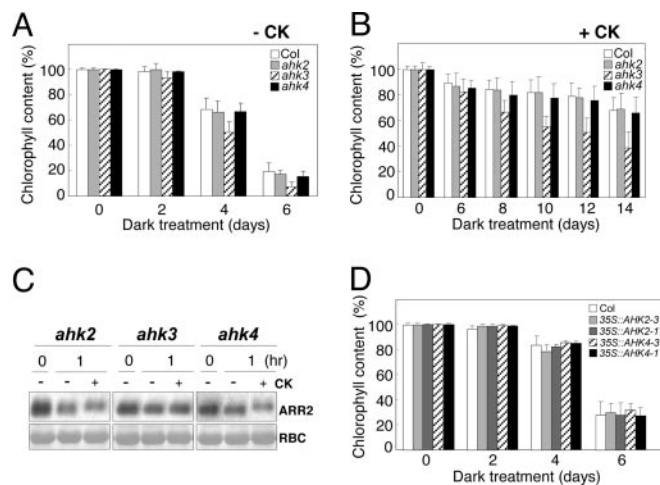 A
- CK
Chlorophyll content (%)
100
80
60
40
20
0
Col
ahk2
ahk3
ahk4
0 2 4 6
Dark treatment (days)
B
+ CK
Chlorophyll content (%)
100
80
60
40
20
0
Col
ahk2
ahk3
ahk4
0 6 8 10 12 14
Dark treatment (days)
C
ahk2 ahk3 ahk4
0 1 0 1 0 1 (hr)
- - + - - + - - + CK
ARR2
RBC
D
Chlorophyll content (%)
100
80
60
40
20
0
Col
35S::AHK2-3
35S::AHK2-1
35S::AHK4-3
35S::AHK4-1
0 2 4 6
Dark treatment (days)